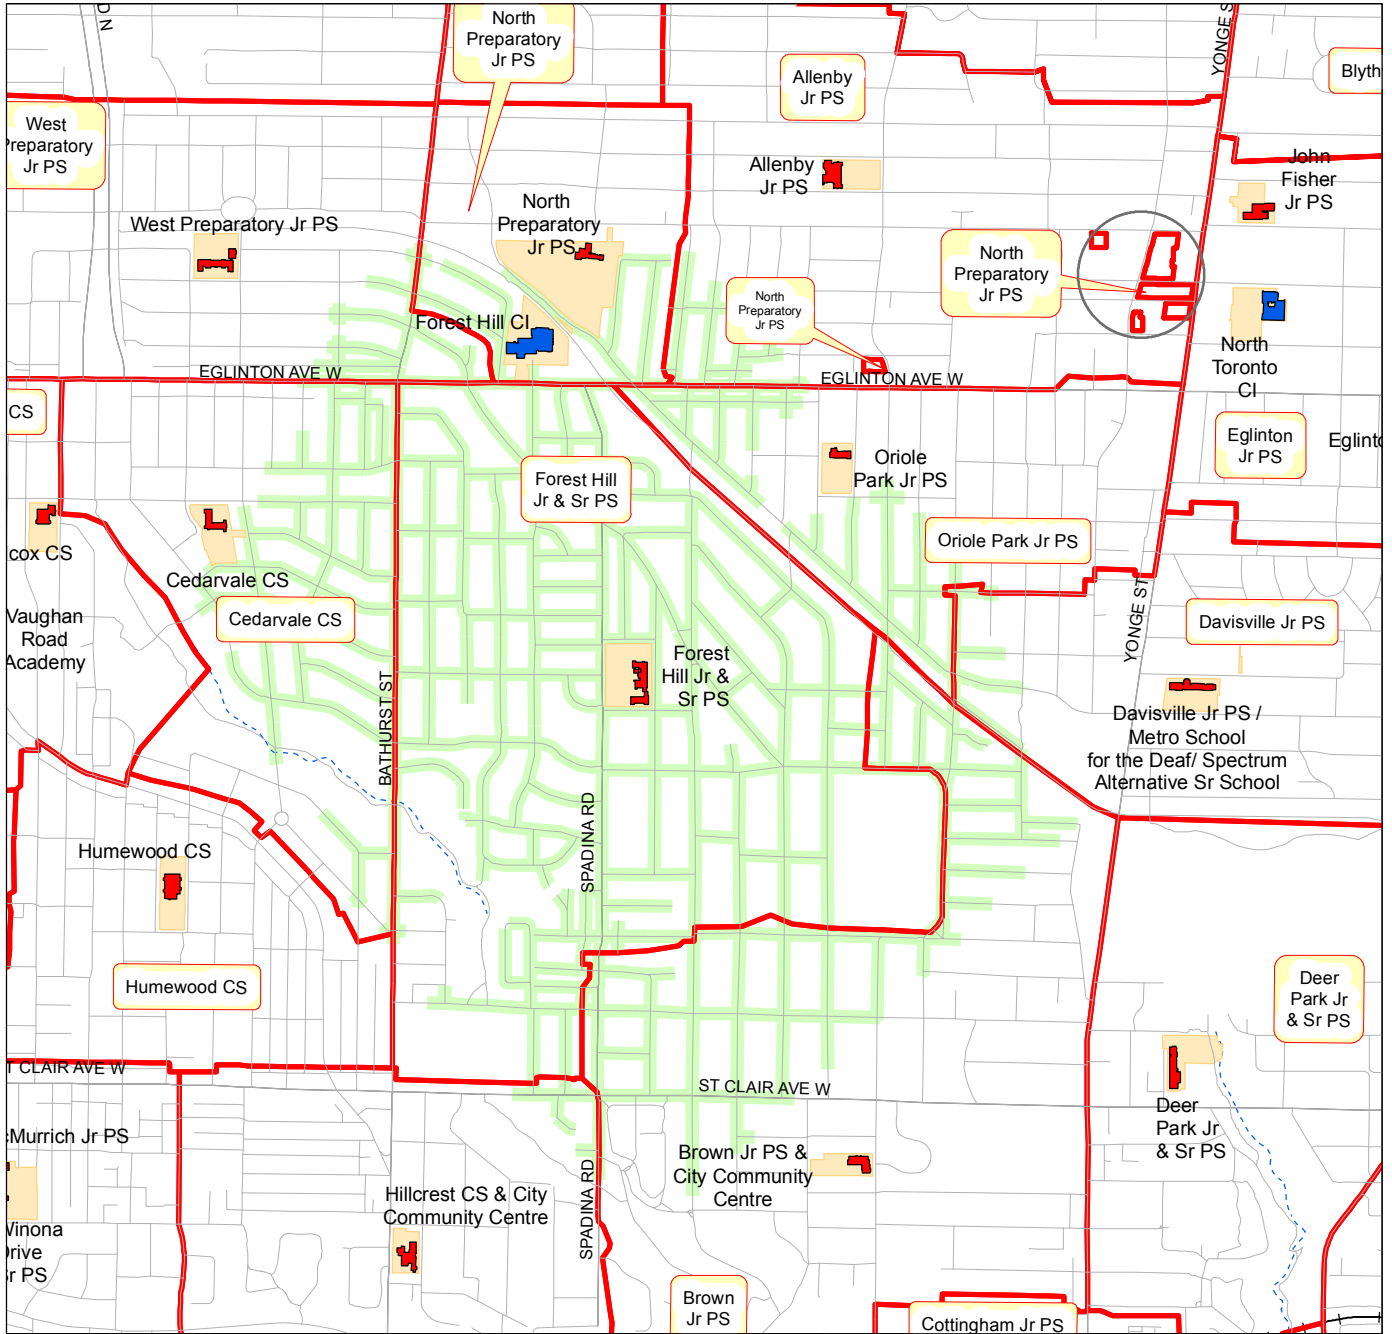 D N
North
Preparatory
Jr PS
YONGE S
Allenby
Jr PS
Blyth
West
Preparatory
Jr PS
Allenby
Jr PS
John
Fisher
Jr PS
West Preparatory Jr PS
North
Preparatory
Jr PS
North
Preparatory
Jr PS
North
Preparatory
Jr PS
Forest Hill CI
North
Toronto
CI
EGLINTON AVE W
EGLINTON AVE W
CS
Eglinton
Jr PS
Eglinto
Forest Hill
Jr & Sr PS
Oriole
Park Jr PS
Oriole Park Jr PS
cox CS
Cedarvale CS
Cedarvale CS
Vaughan
Road
Academy
YONGE ST
Davisville Jr PS
Forest
Hill Jr &
Sr PS
BATHURST ST
Davisville Jr PS /
Metro School
for the Deaf/ Spectrum
Alternative Sr School
SPADINA RD
Humewood CS
Humewood CS
Deer
Park Jr
& Sr PS
T CLAIR AVE W
ST CLAIR AVE W
cMurrich Jr PS
Deer
Park Jr
& Sr PS
Brown Jr PS &
City Community
Centre
SPADINA RD
Hillcrest CS & City
Community Centre
Winona
Drive
Sr PS
Brown
Jr PS
Cottingham Jr PS